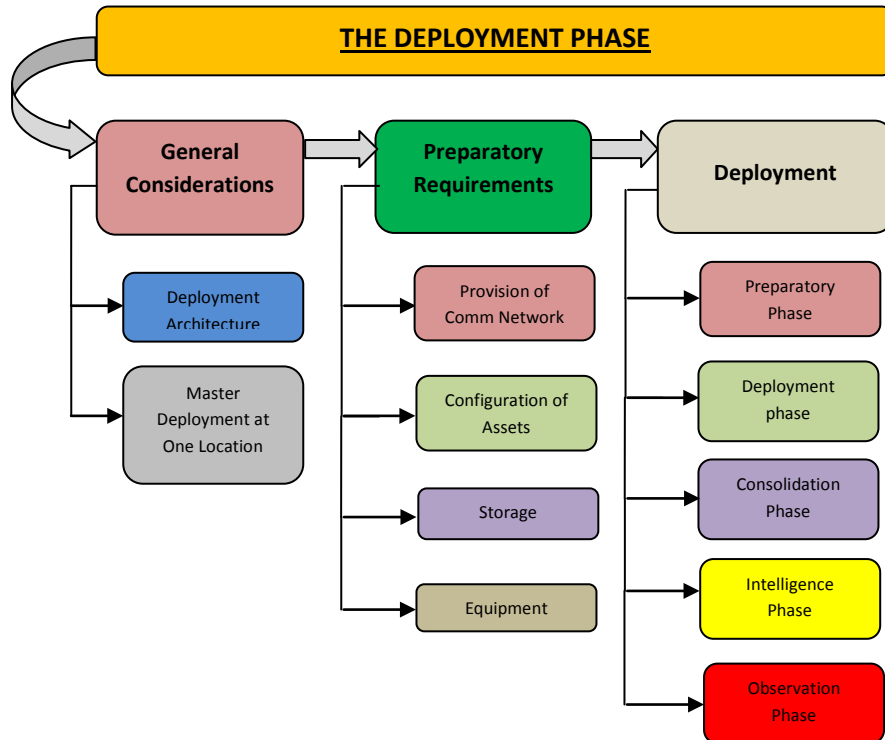 THE DEPLOYMENT PHASE
General
Considerations
Preparatory
Requirements
Deployment
Deployment
Architecture
Master
Deployment at
One Location
Provision of
Comm Network
Configuration of
Assets
Storage
Equipment
Preparatory
Phase
Deployment
phase
Consolidation
Phase
Intelligence
Phase
Observation
Phase